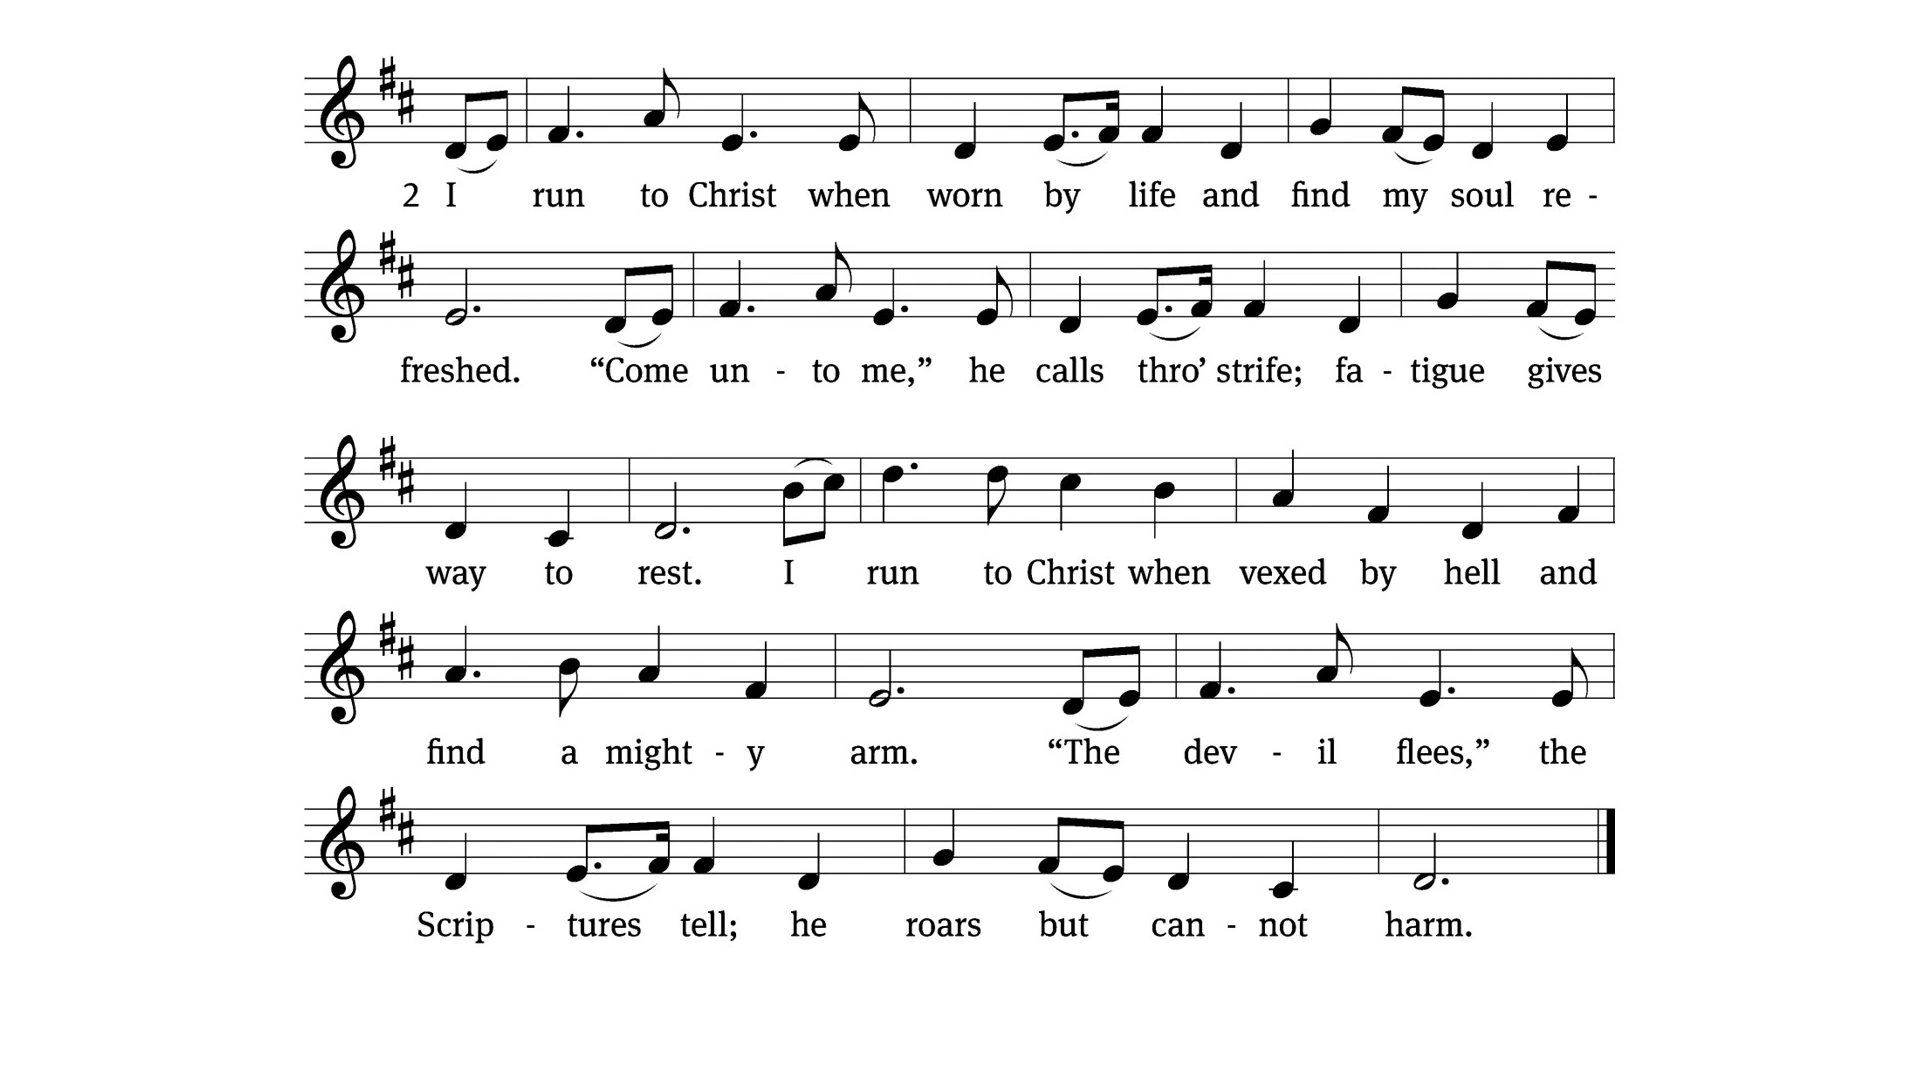 2 I run to Christ when worn by life and find my soul re -
freshed. “Come un - to me,” he calls thro’ strife; fa - tigue gives
way to rest. I run to Christ when vexed by hell and
find a might - y arm. “The dev - il flees,” the
Scrip - tures tell; he roars but can - not harm.